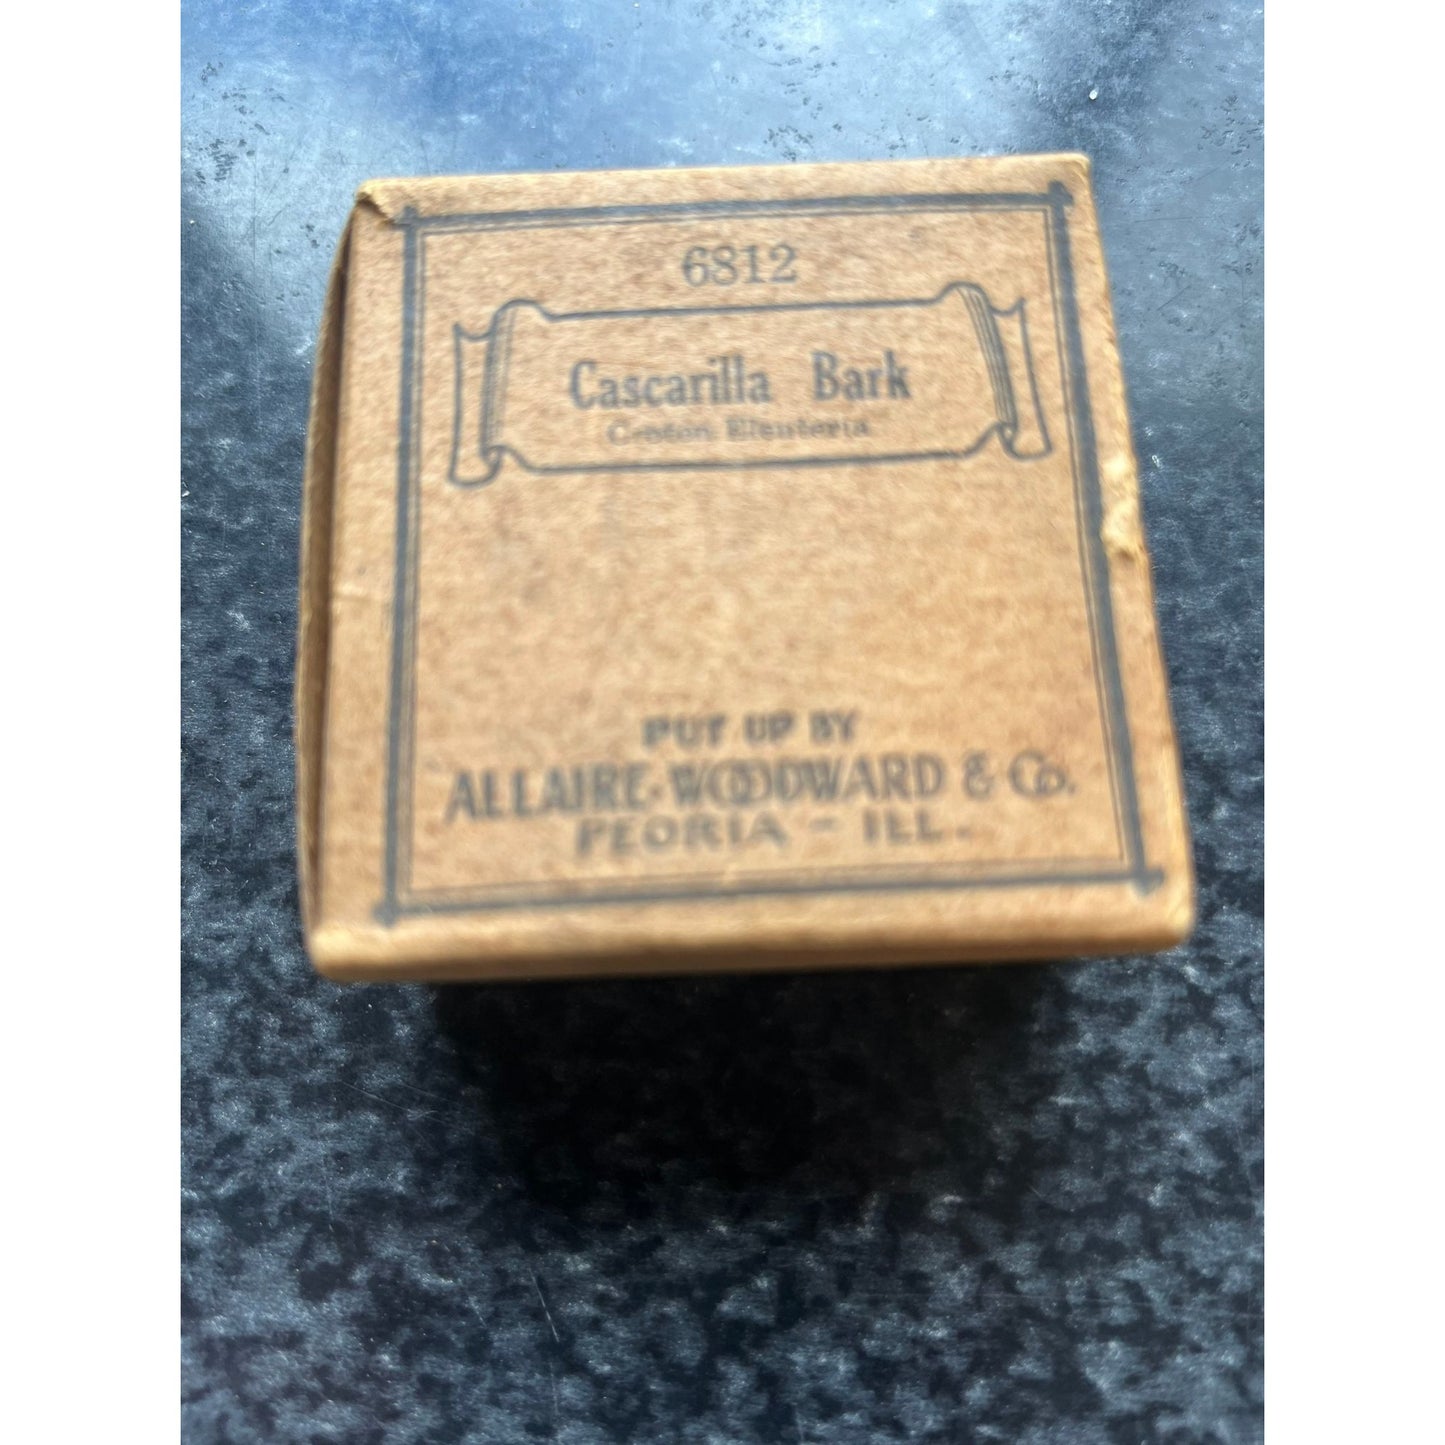 6812
Cascarilla Bark
Croton Eleuteria
PUT UP BY
ALLAIRE-WOODWARD & CO.
PEORIA - ILL.